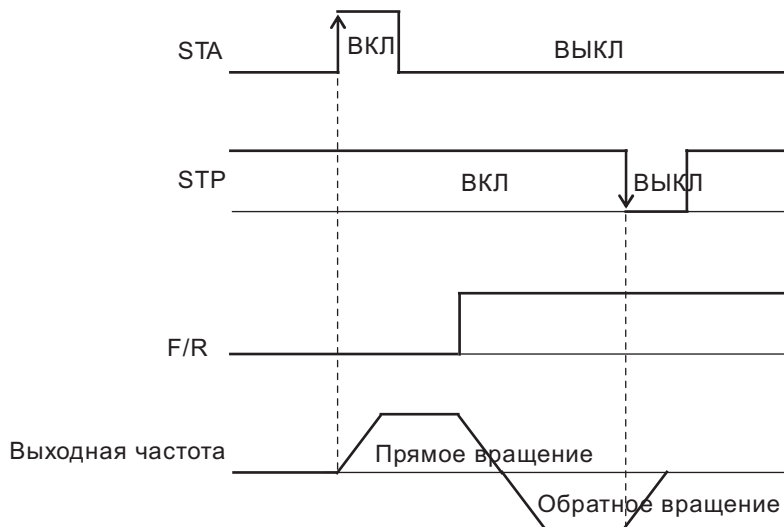 STA ВКЛ ВЫКЛ
STP ВКЛ ВЫКЛ
F/R
Выходная частота Прямое вращение
Обратное вращение